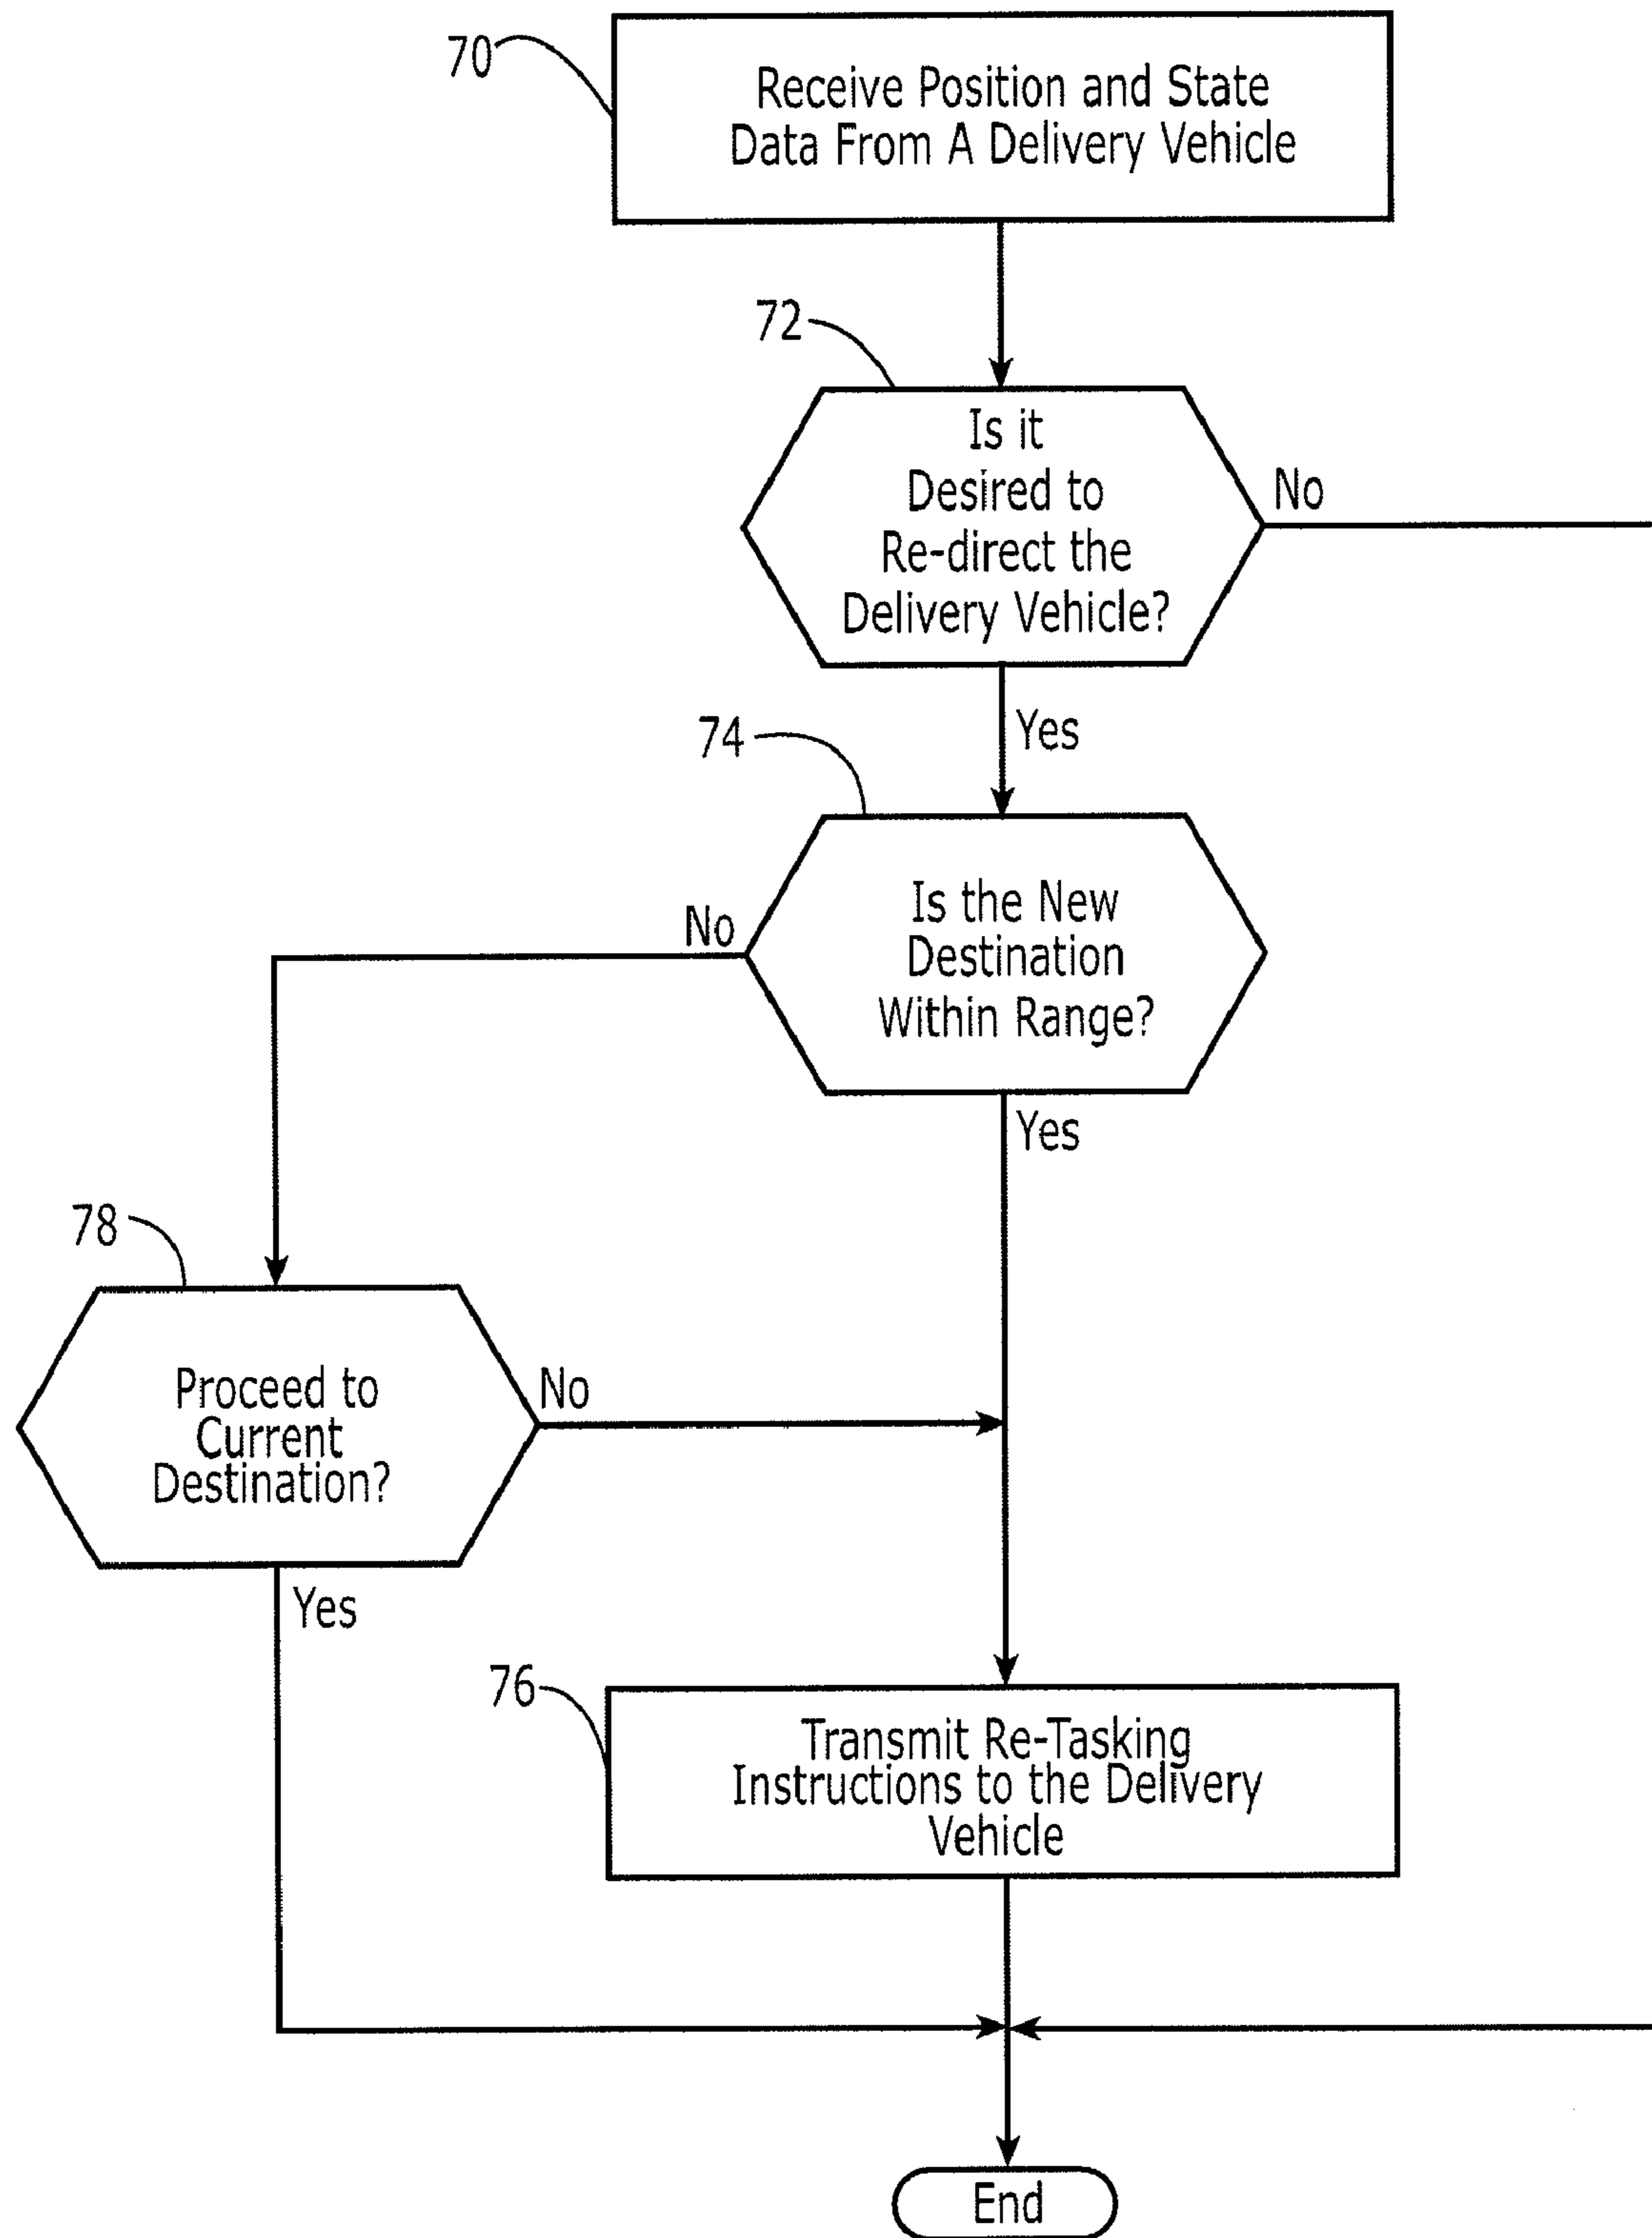 70
Receive Position and State
Data From A Delivery Vehicle
72
Is it
Desired to
Re-direct the
Delivery Vehicle?
No
Yes
74
Is the New
Destination
Within Range?
No
Yes
78
Proceed to
Current
Destination?
No
Yes
76
Transmit Re-Tasking
Instructions to the Delivery
Vehicle
End